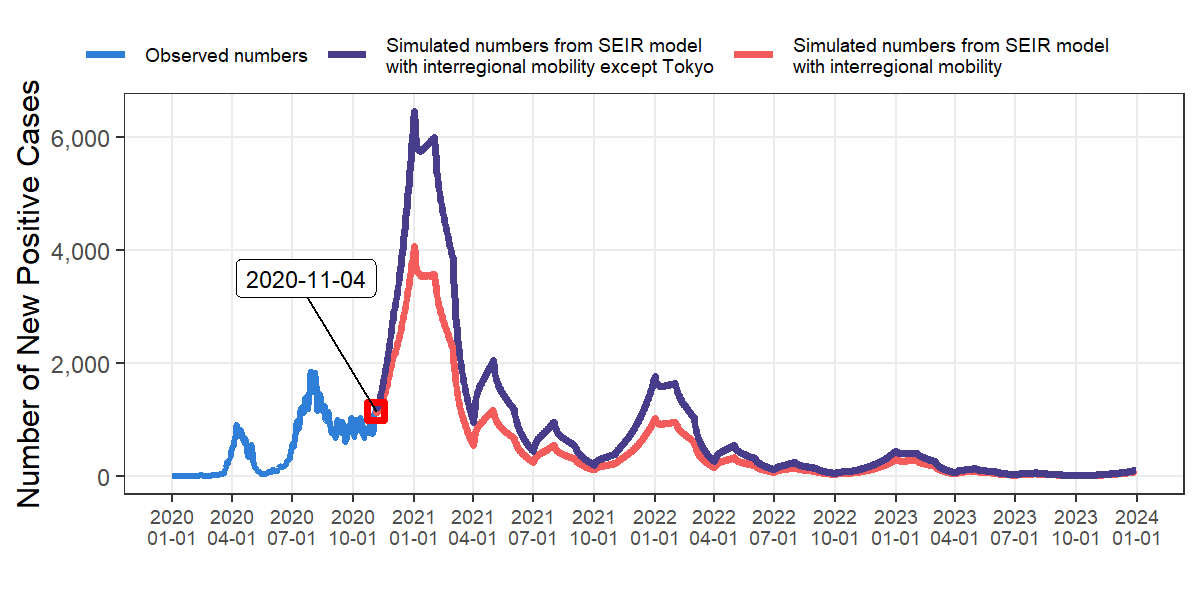 Observed numbers
Simulated numbers from SEIR model
with interregional mobility except Tokyo
Simulated numbers from SEIR model
with interregional mobility
Number of New Positive Cases
6,000
4,000
2,000
0
2020-11-04
2020 2020 2020 2020 2021 2021 2021 2021 2022 2022 2022 2022 2023 2023 2023 2023 2024
01-01 04-01 07-01 10-01 01-01 04-01 07-01 10-01 01-01 04-01 07-01 10-01 01-01 04-01 07-01 10-01 01-01